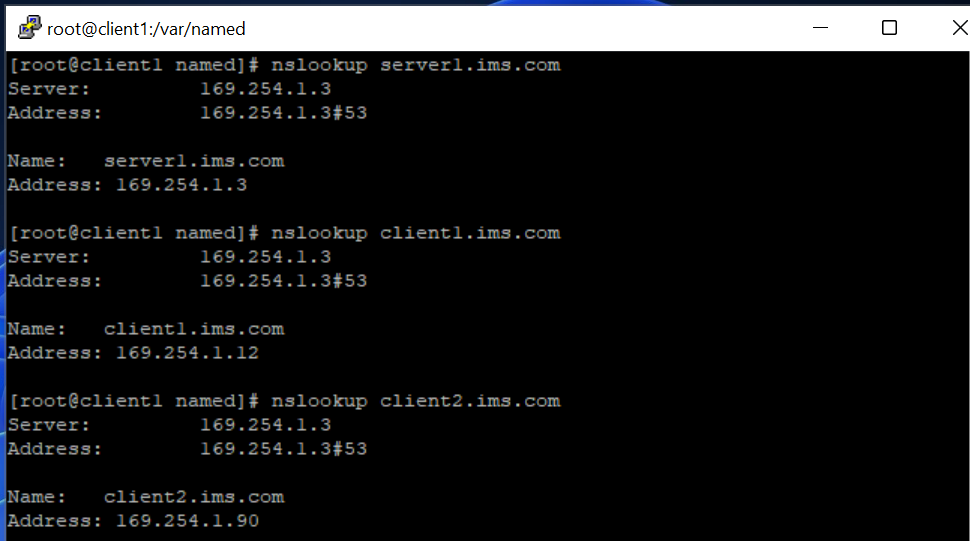 root@client1:/var/named
[root@client1 named]# nslookup server1.ims.com
Server:         169.254.1.3
Address:        169.254.1.3#53
Name:   server1.ims.com
Address: 169.254.1.3
[root@client1 named]# nslookup client1.ims.com
Server:         169.254.1.3
Address:        169.254.1.3#53
Name:   client1.ims.com
Address: 169.254.1.12
[root@client1 named]# nslookup client2.ims.com
Server:         169.254.1.3
Address:        169.254.1.3#53
Name:   client2.ims.com
Address: 169.254.1.90